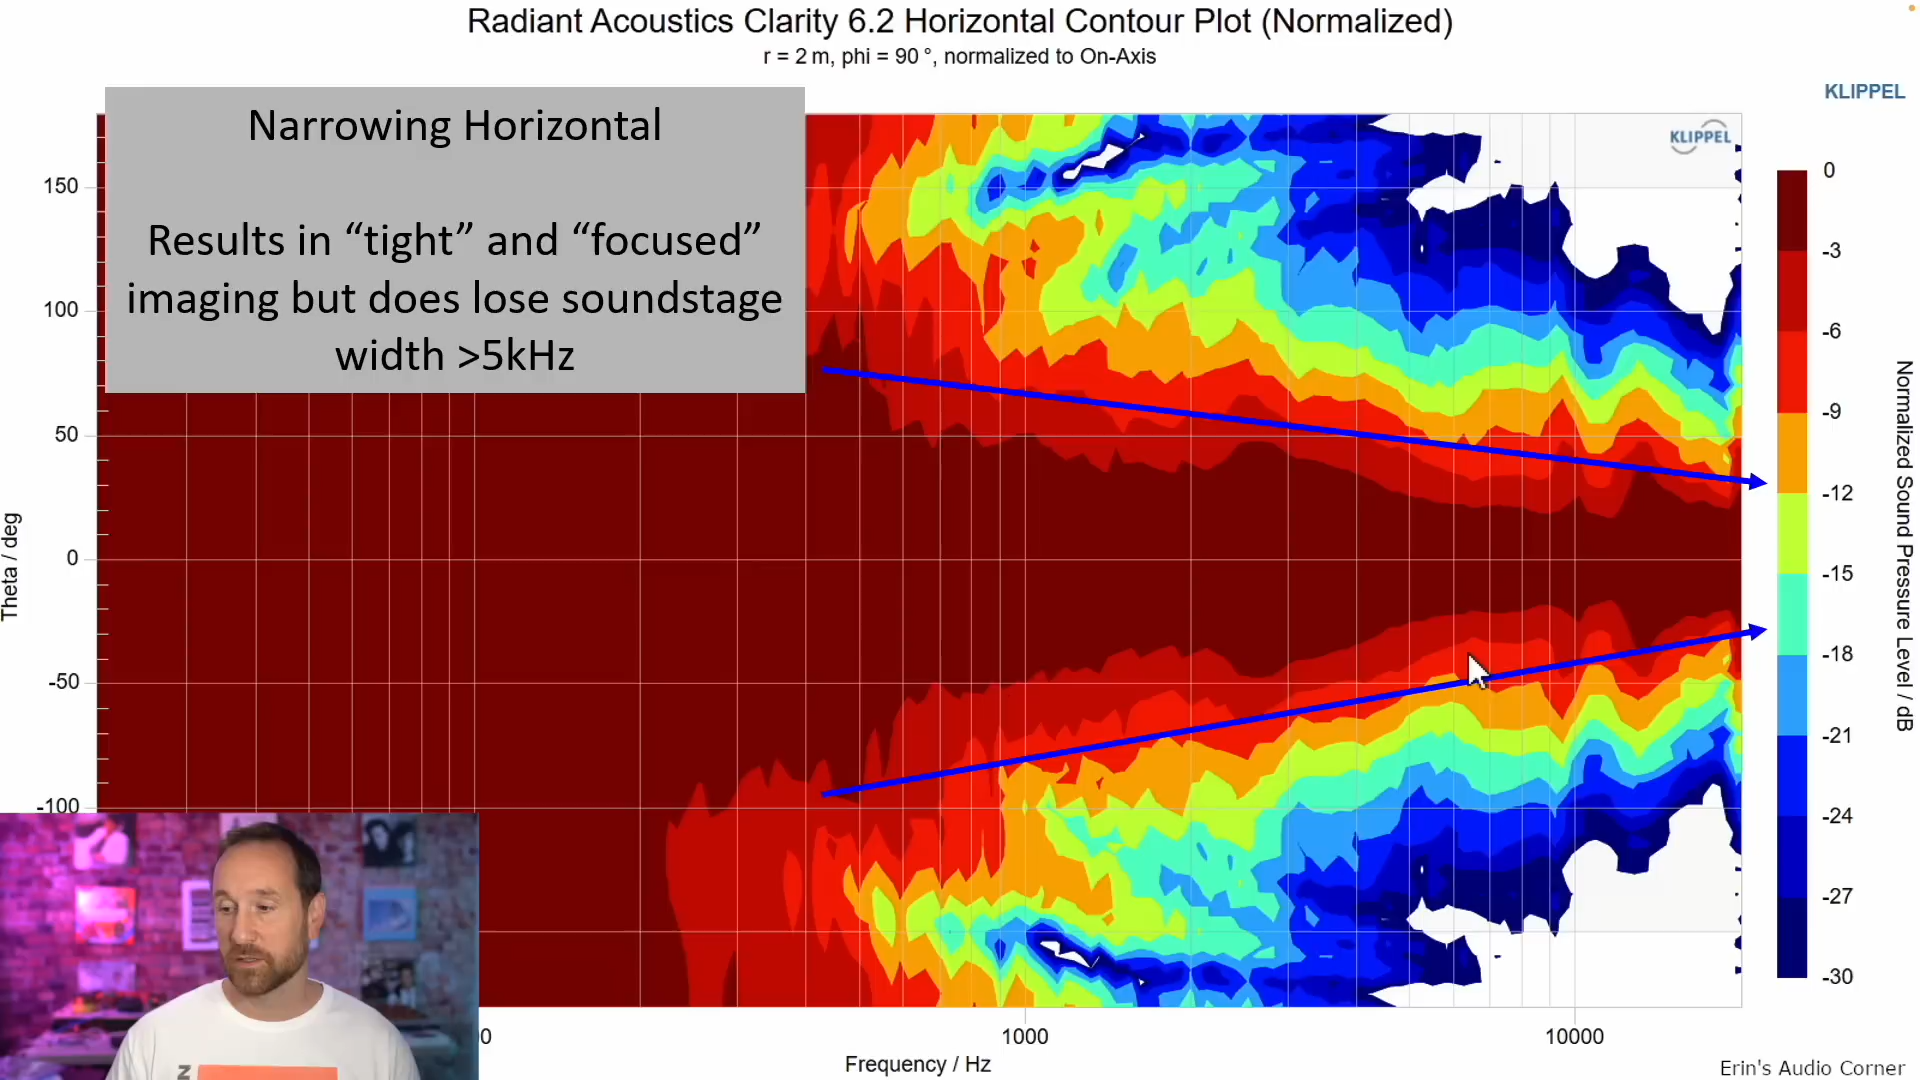 Radiant Acoustics Clarity 6.2 Horizontal Contour Plot (Normalized)
r = 2 m, phi = 90 °, normalized to On-Axis
KLIPPEL
KLIPPEL
Narrowing Horizontal
Results in “tight” and “focused”
imaging but does lose soundstage
width >5kHz
150
100
50
0
-50
-100
Theta / deg
0
-3
-6
-9
-12
-15
-18
-21
-24
-27
-30
Normalized Sound Pressure Level / dB
0
1000
10000
Frequency / Hz
Erin's Audio Corner
N